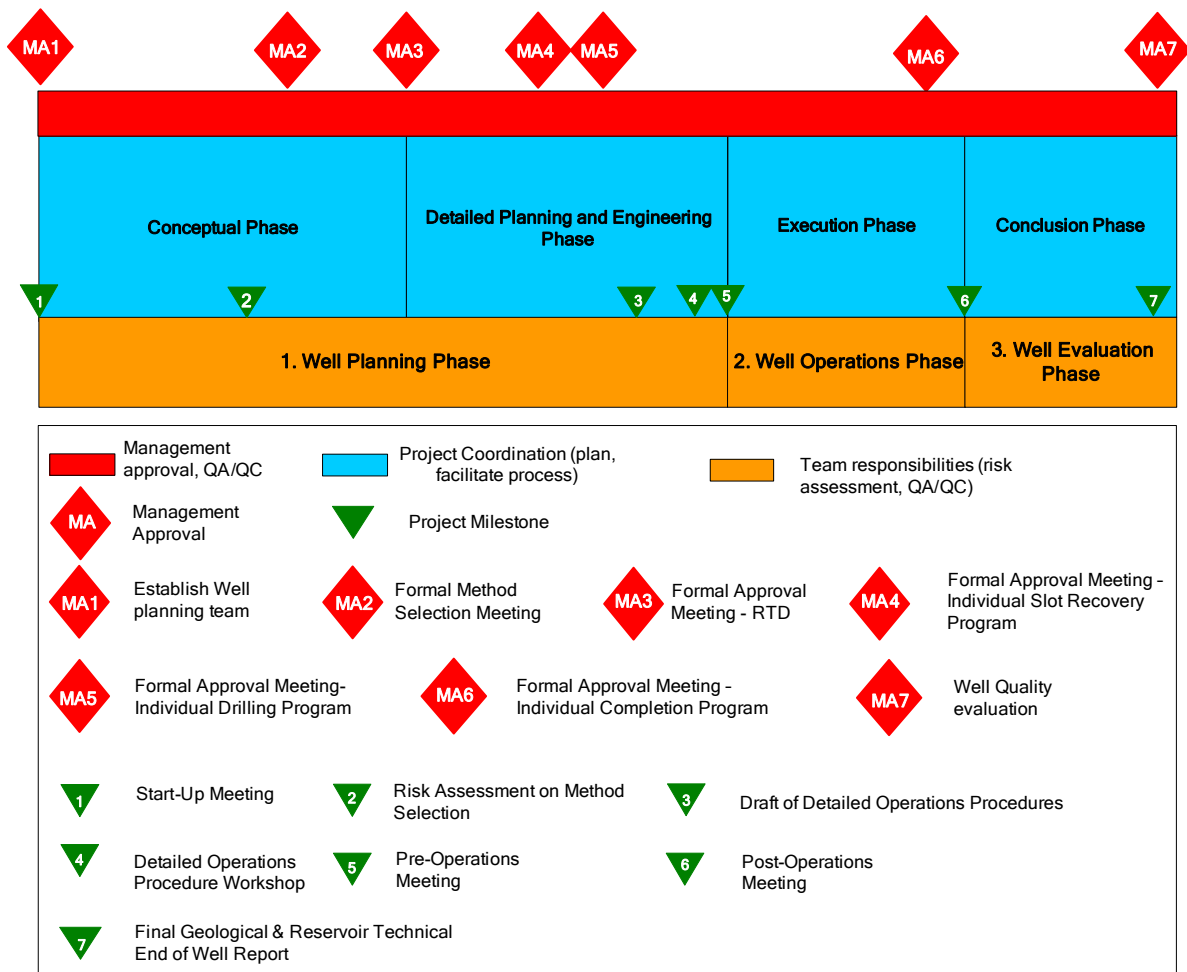 MA1
MA2
MA3
MA4
MA5
MA6
MA7
Conceptual Phase
Detailed Planning and Engineering
Phase
Execution Phase
Conclusion Phase
1
2
3
4
5
6
7
1. Well Planning Phase
2. Well Operations Phase
3. Well Evaluation
Phase
Management
approval, QA/QC
Project Coordination (plan,
facilitate process)
Team responsibilities (risk
assessment, QA/QC)
MA
Management
Approval
Project Milestone
MA1
Establish Well
planning team
MA2
Formal Method
Selection Meeting
MA3
Formal Approval
Meeting - RTD
MA4
Formal Approval Meeting -
Individual Slot Recovery
Program
MA5
Formal Approval Meeting-
Individual Drilling Program
MA6
Formal Approval Meeting -
Individual Completion Program
MA7
Well Quality
evaluation
1
Start-Up Meeting
2
Risk Assessment on Method
Selection
3
Draft of Detailed Operations Procedures
4
Detailed Operations
Procedure Workshop
5
Pre-Operations
Meeting
6
Post-Operations
Meeting
7
Final Geological & Reservoir Technical
End of Well Report